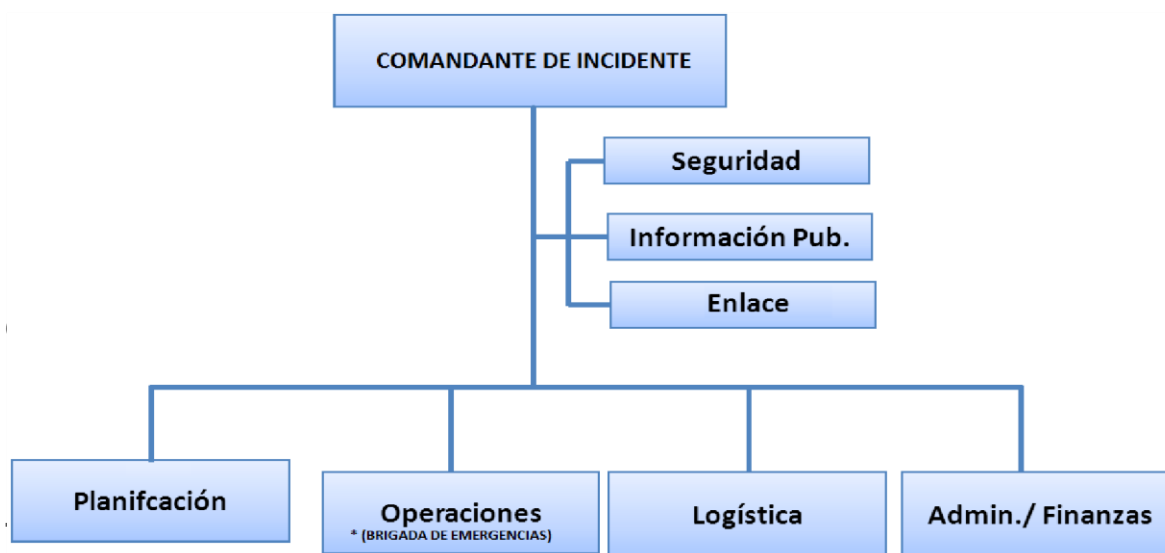 COMANDANTE DE INCIDENTE
Seguridad
Información Pub.
Enlace
Planifcación
Operaciones
* (BRIGADA DE EMERGENCIAS)
Logística
Admin./ Finanzas